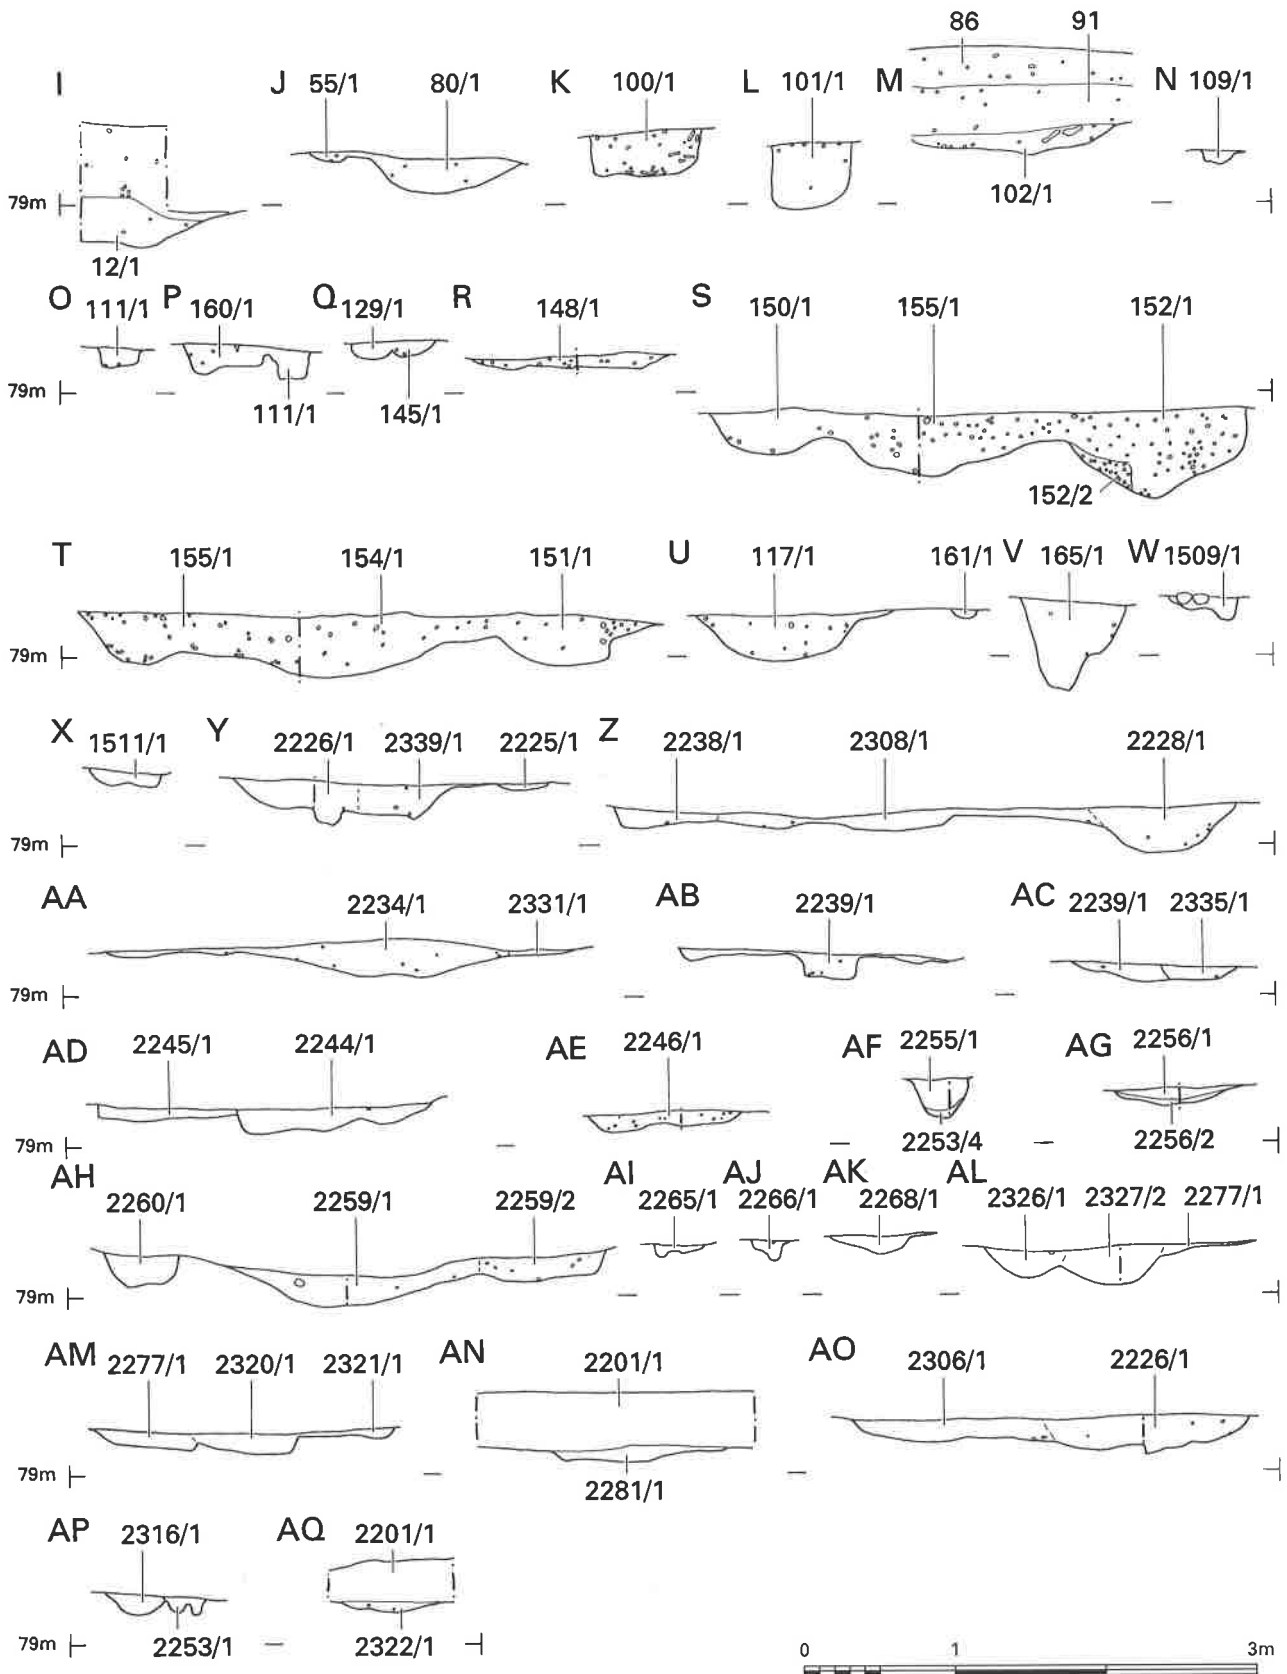 86 91
I J 55/1 80/1 K 100/1 L 101/1 M N 109/1
102/1
79m
12/1
O 111/1 P 160/1 Q 129/1 R 148/1 S 150/1 155/1 152/1
79m
111/1 145/1
152/2
T 155/1 154/1 151/1 U 117/1 161/1 V 165/1 W 1509/1
79m
X 1511/1 Y 2226/1 2339/1 2225/1 Z 2238/1 2308/1 2228/1
79m
AA 2234/1 2331/1 AB 2239/1 AC 2239/1 2335/1
79m
AD 2245/1 2244/1 AE 2246/1 AF 2255/1 AG 2256/1
79m
2253/4 2256/2
AH 2260/1 2259/1 2259/2 AI 2265/1 AJ 2266/1 AK 2268/1 AL 2326/1 2327/2 2277/1
79m
AM 2277/1 2320/1 2321/1 AN 2201/1 AO 2306/1 2226/1
79m
2281/1
AP 2316/1 AQ 2201/1
79m
2253/1 2322/1
0 1 3m